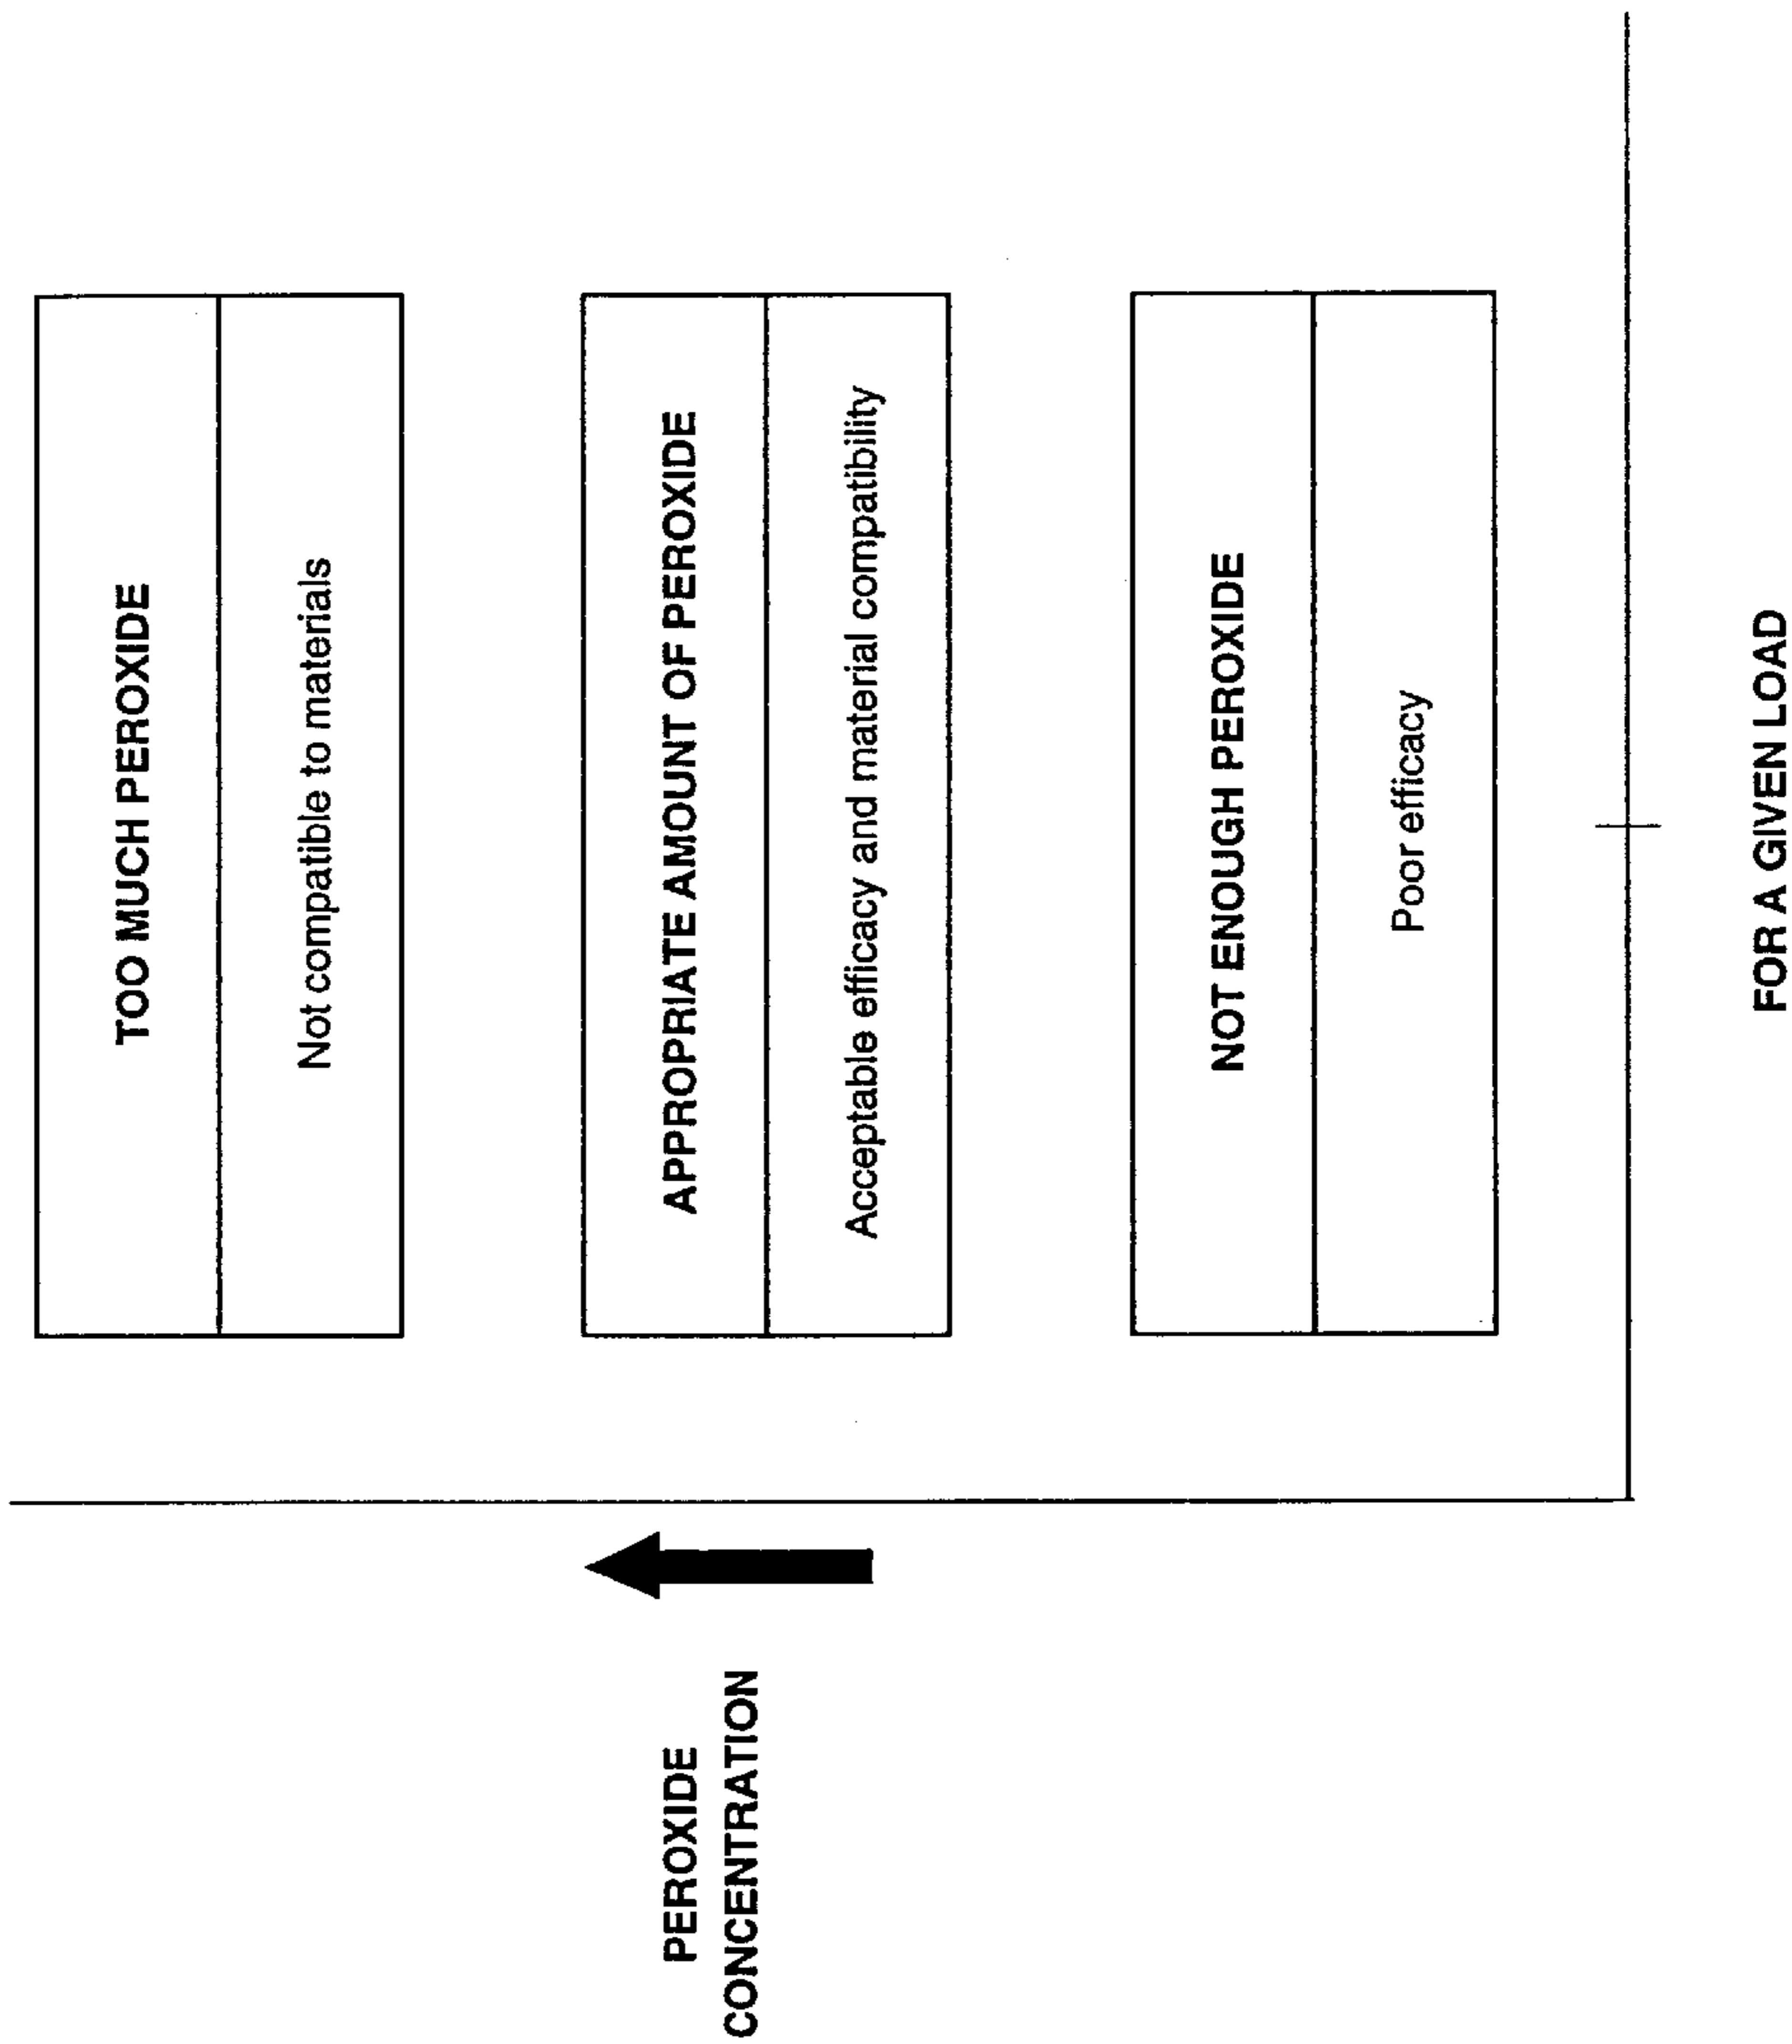 TOO MUCH PEROXIDE
Not compatible to materials
APPROPRIATE AMOUNT OF PEROXIDE
Acceptable efficacy and material compatibility
NOT ENOUGH PEROXIDE
Poor efficacy
PEROXIDE
CONCENTRATION
FOR A GIVEN LOAD